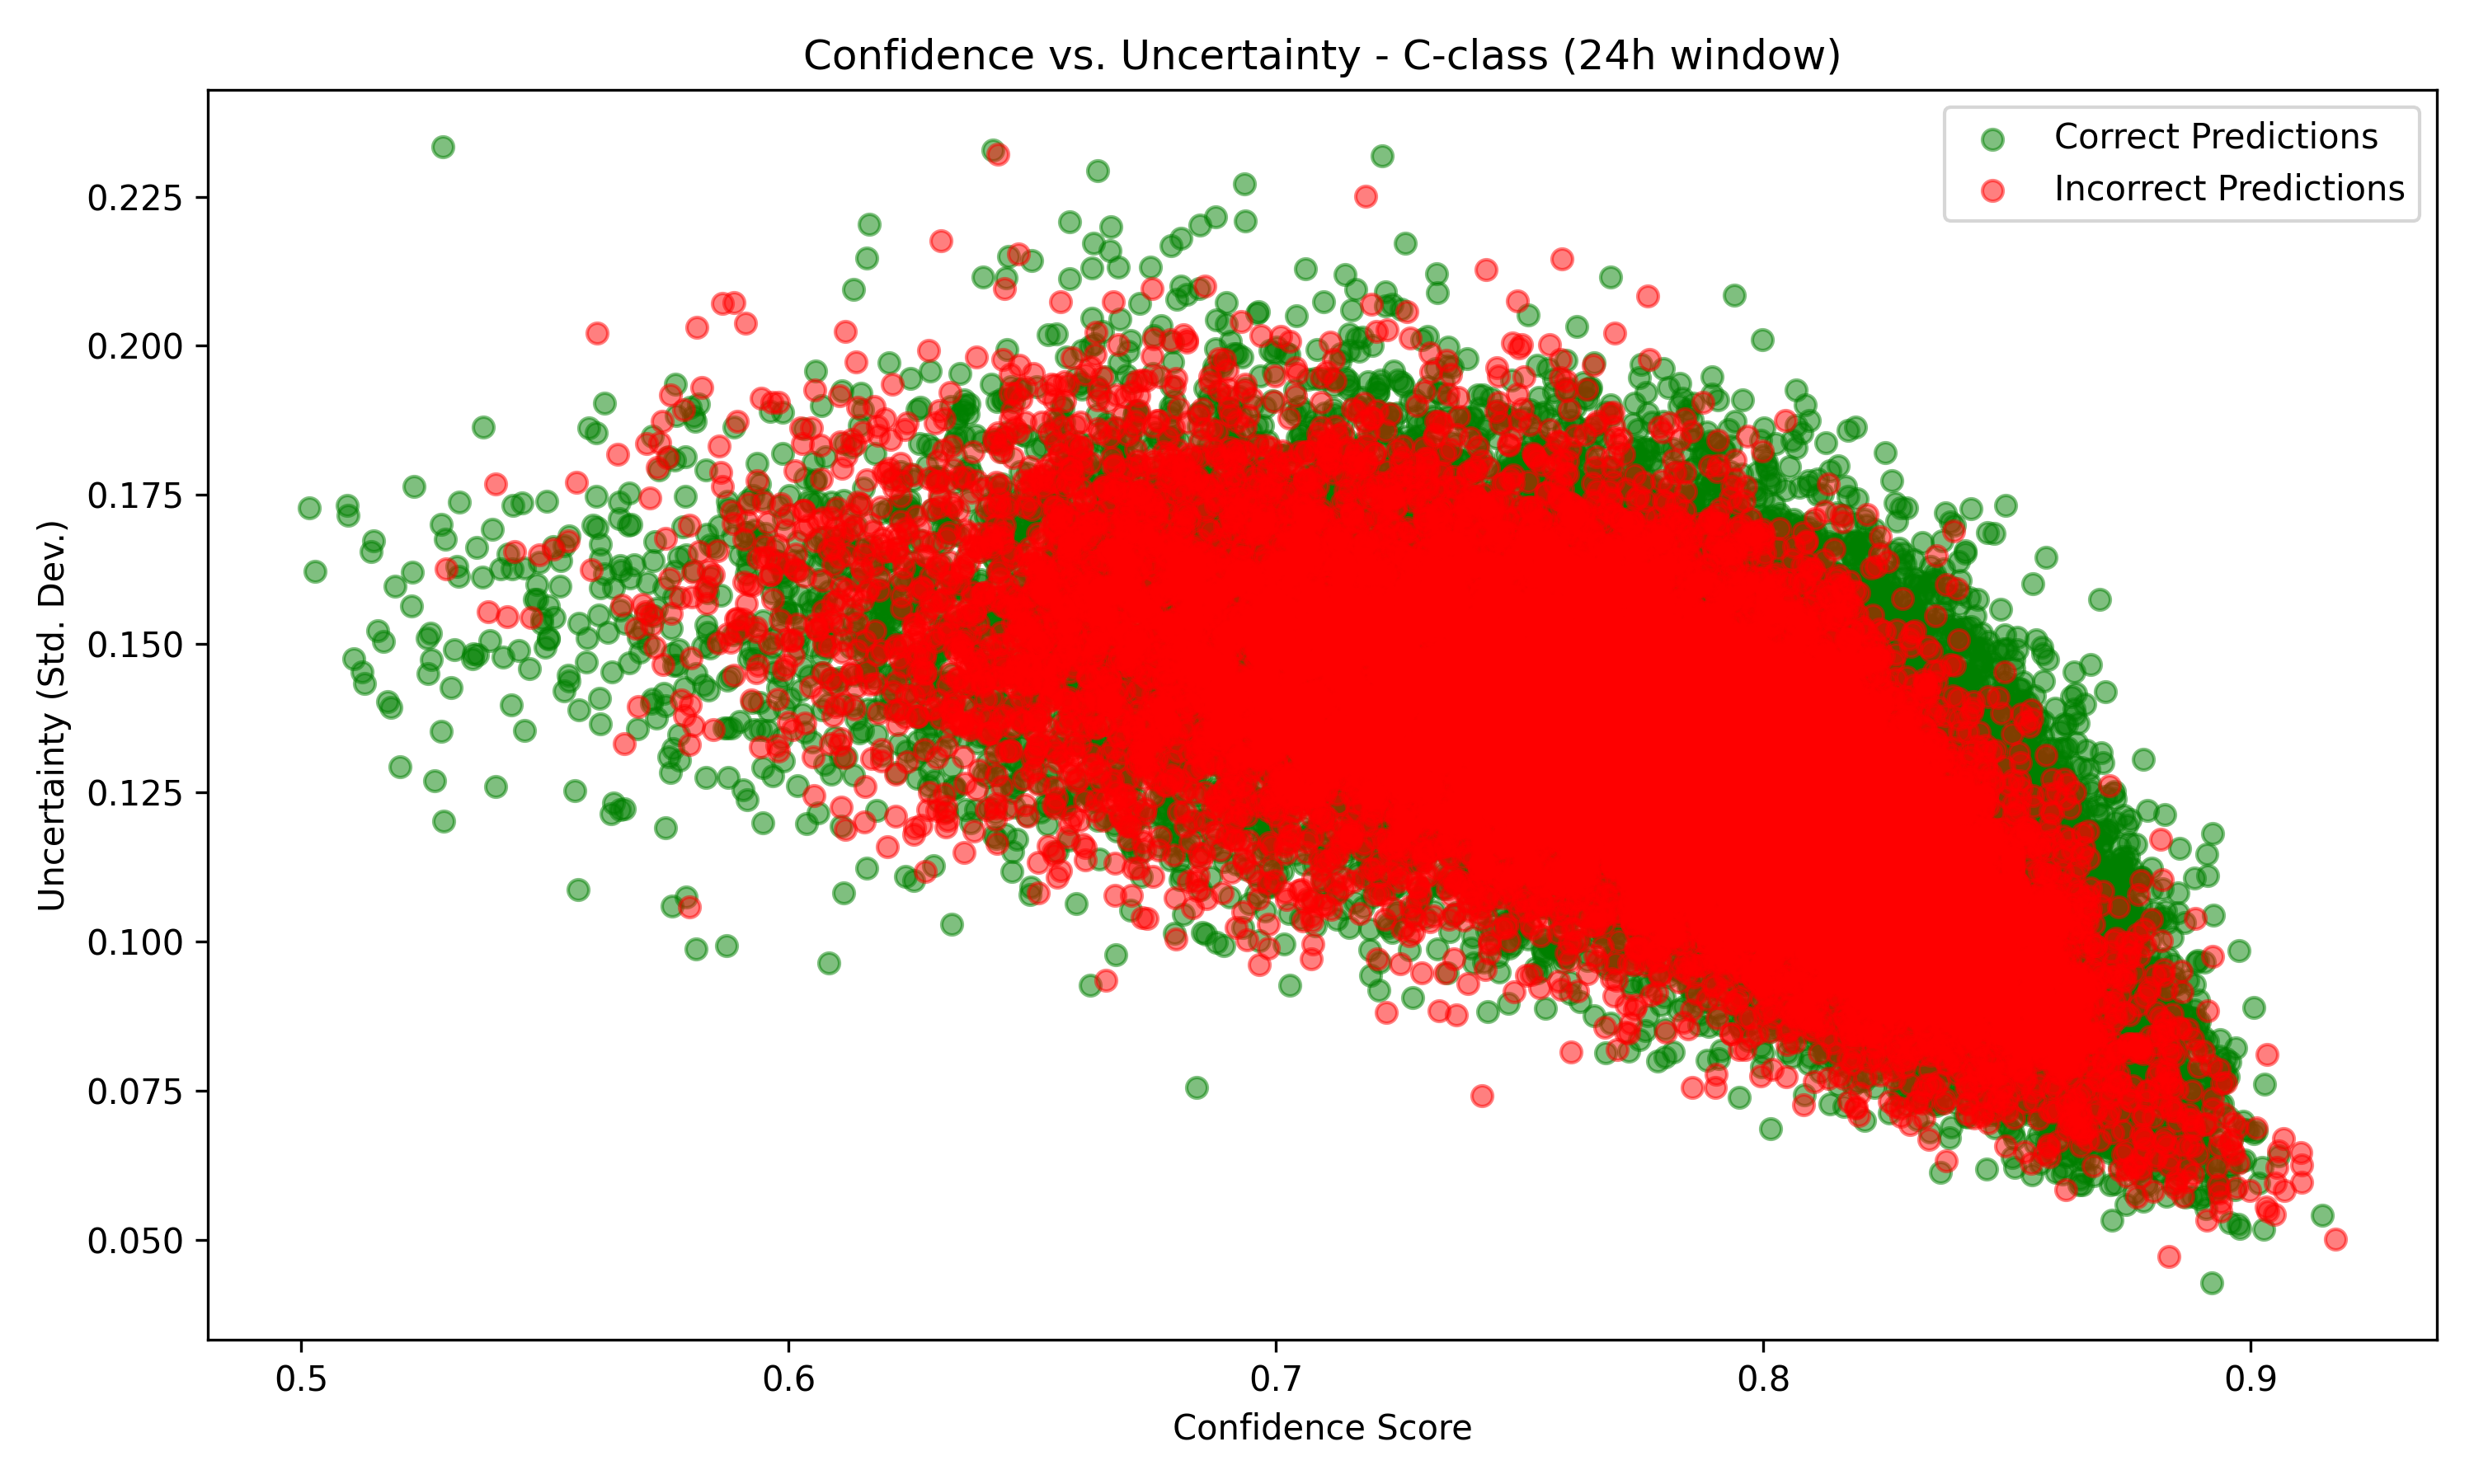 Confidence vs. Uncertainty - C-class (24h window)
Correct Predictions
Incorrect Predictions
Uncertainty (Std. Dev.)
0.225
0.200
0.175
0.150
0.125
0.100
0.075
0.050
0.5 0.6 0.7 0.8 0.9
Confidence Score